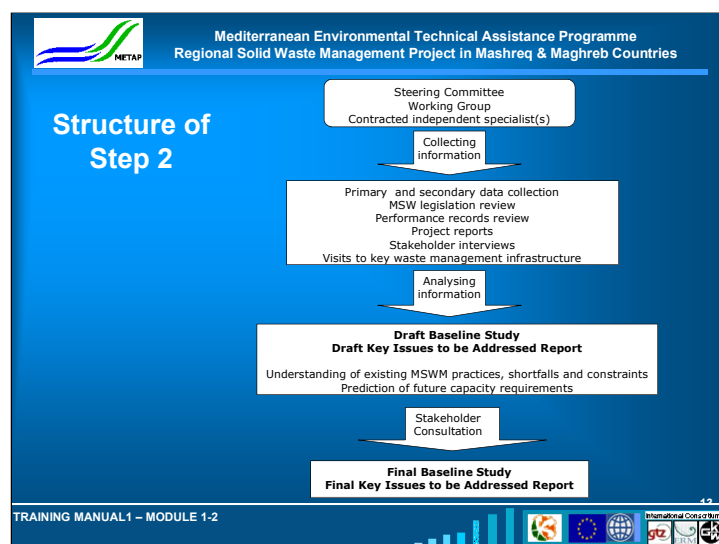 Mediterranean Environmental Technical Assistance Programme
Regional Solid Waste Management Project in Mashreq & Maghreb Countries
METAP
Structure of
Step 2
Steering Committee
Working Group
Contracted independent specialist(s)
Collecting
information
Primary and secondary data collection
MSW legislation review
Performance records review
Project reports
Stakeholder interviews
Visits to key waste management infrastructure
Analysing
information
Draft Baseline Study
Draft Key Issues to be Addressed Report
Understanding of existing MSWM practices, shortfalls and constraints
Prediction of future capacity requirements
Stakeholder
Consultation
Final Baseline Study
Final Key Issues to be Addressed Report
13
TRAINING MANUAL1 – MODULE 1-2
International Consortium
gtz
ERM